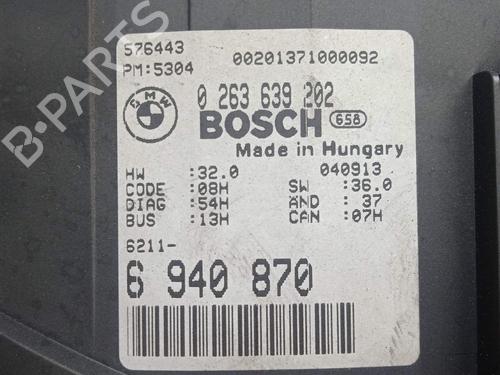 576443
00201371000092
PM:5304
BMW
0 263 639 202
BOSCH 658
Made in Hungary
HW :32.0 040913
CODE :08H SW :36.0
DIAG :54H AND : 37
BUS :13H CAN :07H
6211-
6 940 870
B-PARTS